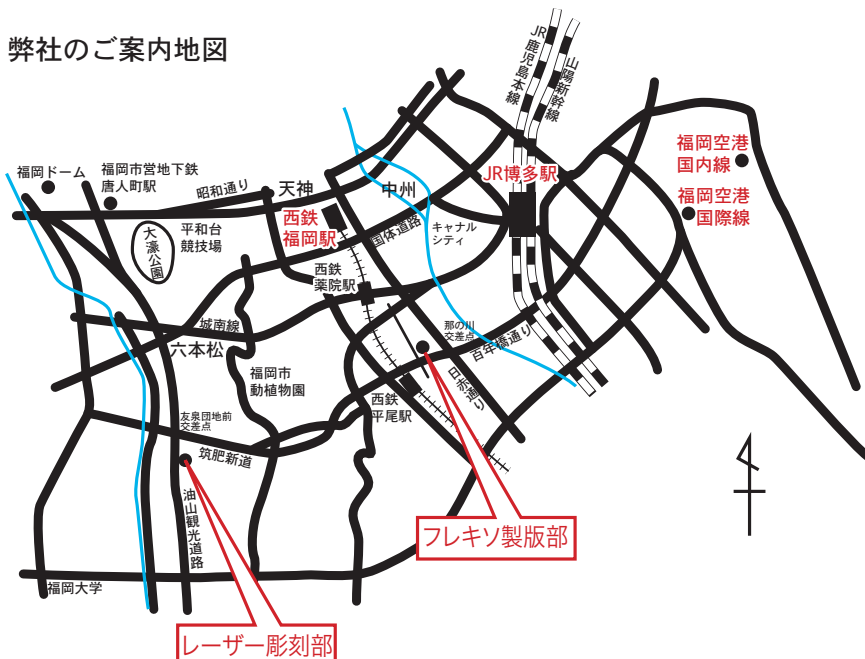 弊社のご案内地図
JR鹿児島本線
山陽新幹線
福岡ドーム
福岡市営地下鉄
唐人町駅
昭和通り
天神
中州
JR博多駅
福岡空港
国内線
福岡空港
国際線
大濠公園
平和台
競技場
西鉄
福岡駅
国体道路
キャナル
シティ
西鉄
薬院駅
城南線
六本松
那の川
交差点
百年橋通り
福岡市
動植物園
日赤通り
西鉄
平尾駅
友泉団地前
交差点
筑肥新道
油山観光道路
フレキソ製版部
福岡大学
レーザー彫刻部